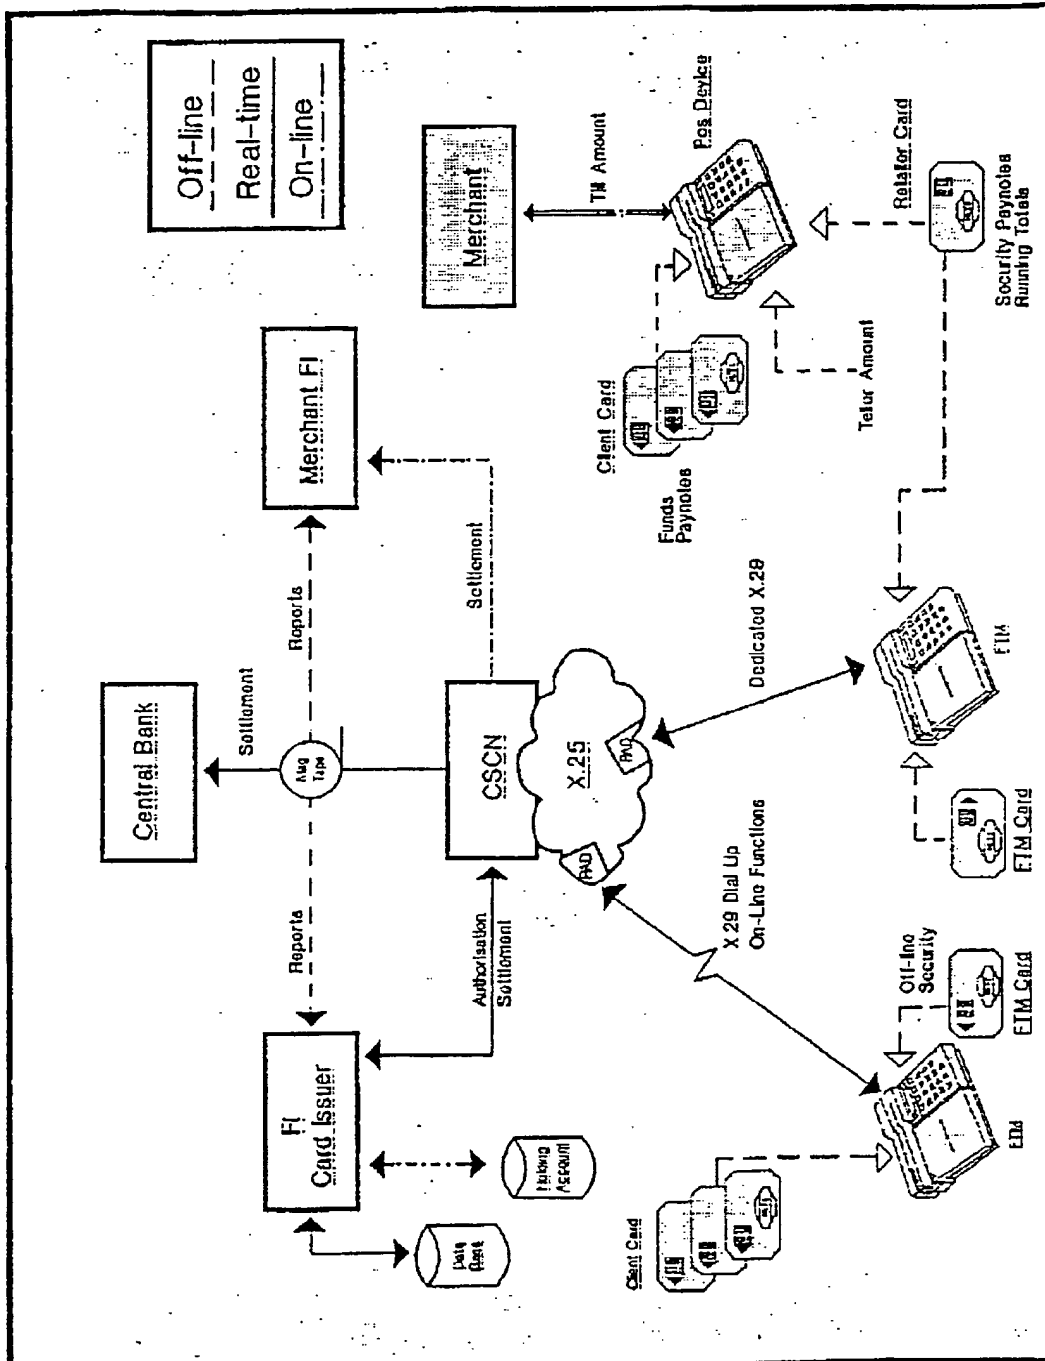 Off-line
Real-time
On-line
Central Bank
Settlement
Mag
Tape
Reports
Reports
FI
Card Issuer
Data
Base
Holding
Account
Authorisation
Settlement
CSCN
X.25
PAD
PAD
Settlement
Merchant FI
Merchant
TM Amount
Pos Device
Client Card
Funds
Paynotes
Teller Amount
Retailer Card
Security Paynotes
Running Totals
Dedicated X.29
X 29 Dial Up
On-Line Functions
Client Card
Off-line
Security
FTM Card
FTM Card
FTM